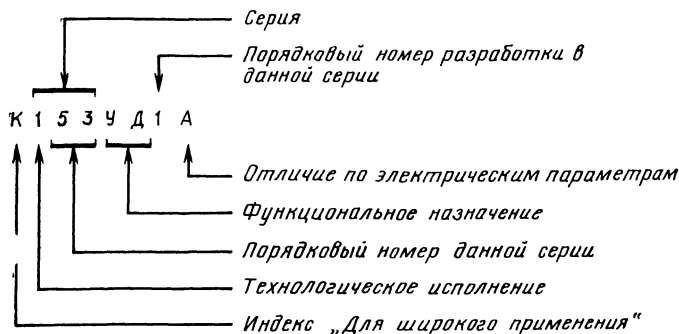 Серия
Порядковый номер разработки в
данной серии
К 1 5 3 У Д 1 А
Отличие по электрическим параметрам
Функциональное назначение
Порядковый номер данной серии
Технологическое исполнение
Индекс „Для широкого применения"